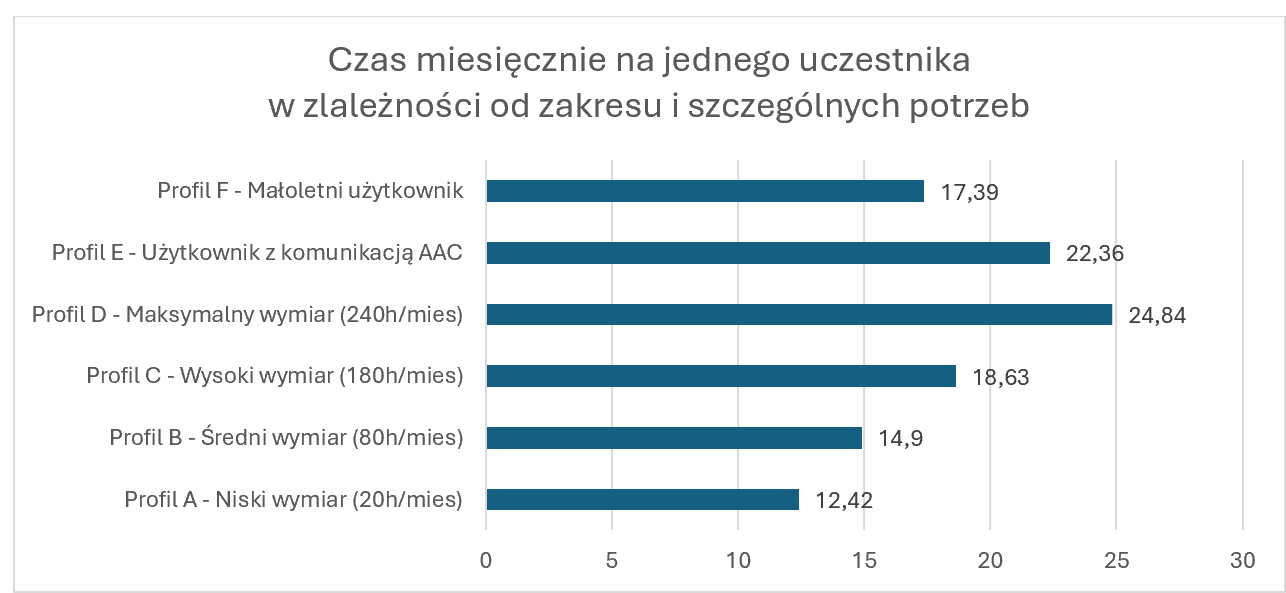 Czas miesięcznie na jednego uczestnika
w zlależności od zakresu i szczególnych potrzeb
Profil F - Małoletni użytkownik 17,39
Profil E - Użytkownik z komunikacją AAC 22,36
Profil D - Maksymalny wymiar (240h/mies) 24,84
Profil C - Wysoki wymiar (180h/mies) 18,63
Profil B - Średni wymiar (80h/mies) 14,9
Profil A - Niski wymiar (20h/mies) 12,42
0 5 10 15 20 25 30